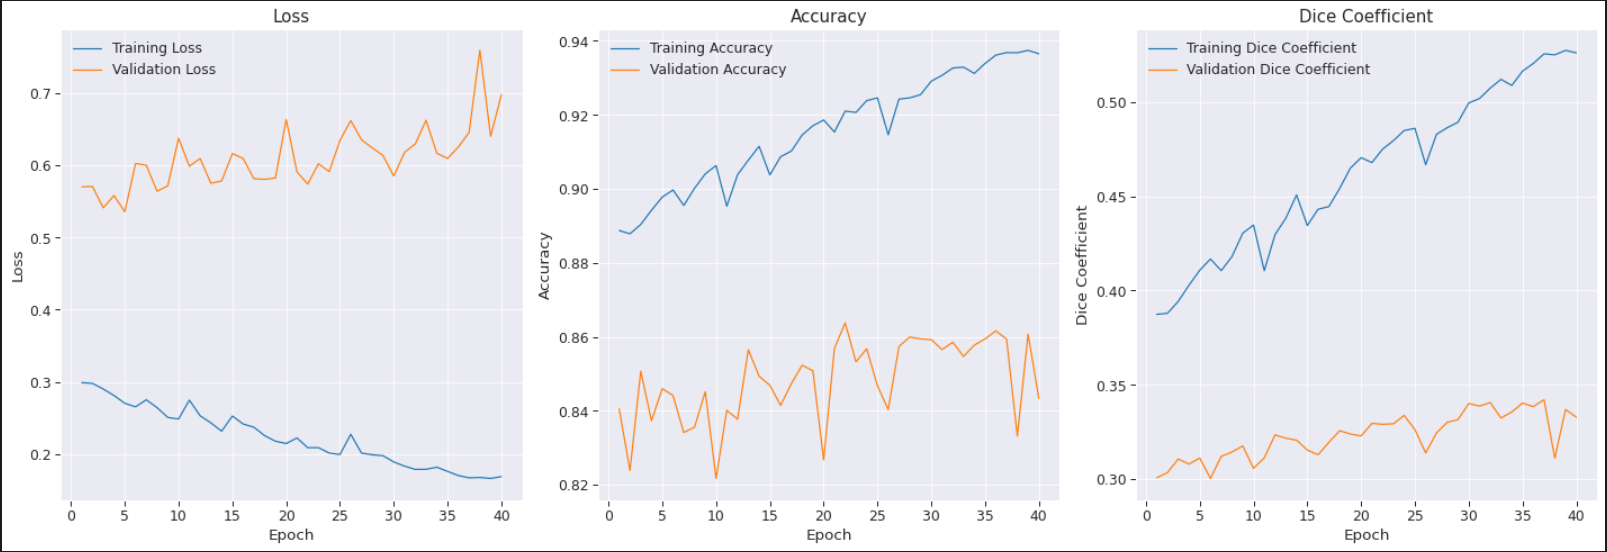 Loss
Training Loss
Validation Loss
0.7
0.6
0.5
0.4
0.3
0.2
Loss
0 5 10 15 20 25 30 35 40
Epoch
Accuracy
Training Accuracy
Validation Accuracy
0.94
0.92
0.90
0.88
0.86
0.84
0.82
Accuracy
0 5 10 15 20 25 30 35 40
Epoch
Dice Coefficient
Training Dice Coefficient
Validation Dice Coefficient
0.50
0.45
0.40
0.35
0.30
Dice Coefficient
0 5 10 15 20 25 30 35 40
Epoch